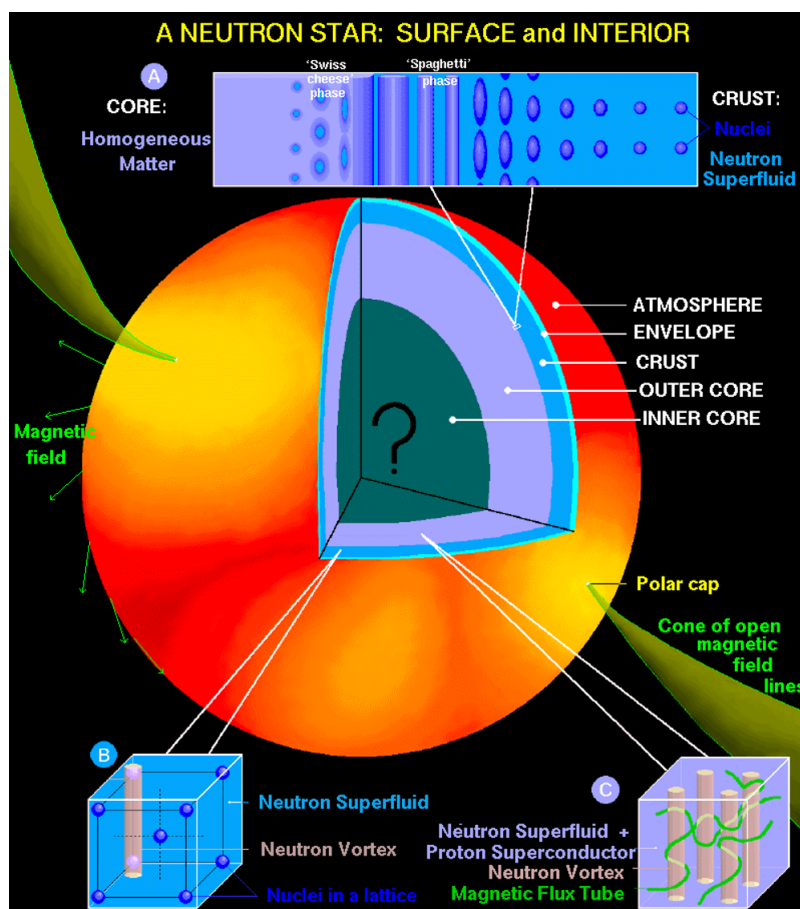 A NEUTRON STAR: SURFACE and INTERIOR
A
'Swiss
cheese'
phase
'Spaghetti'
phase
CORE:
Homogeneous
Matter
CRUST:
Nuclei
Neutron
Superfluid
ATMOSPHERE
ENVELOPE
CRUST
OUTER CORE
INNER CORE
?
Magnetic
field
Polar cap
Cone of open
magnetic
field
lines
B
Neutron Superfluid
Neutron Vortex
Nuclei in a lattice
C
Neutron Superfluid +
Proton Superconductor
Neutron Vortex
Magnetic Flux Tube